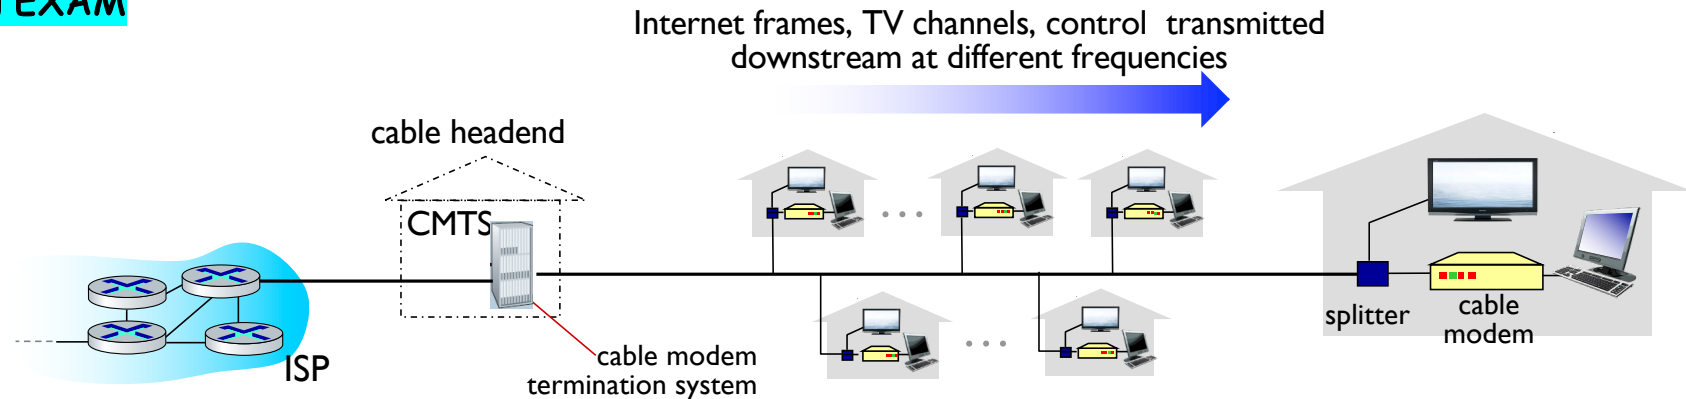 EXAM
Internet frames, TV channels, control transmitted
downstream at different frequencies
cable headend
CMTS
ISP
cable modem
termination system
splitter
cable
modem